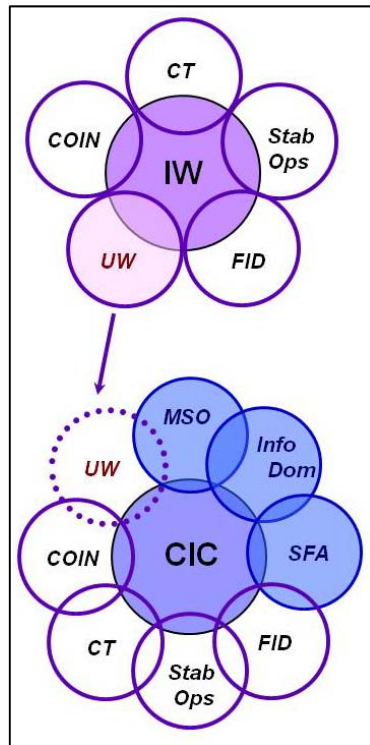 CT
COIN
Stab
Ops
IW
UW
FID
MSO
Info
Dom
UW
SFA
COIN
CIC
CT
FID
Stab
Ops